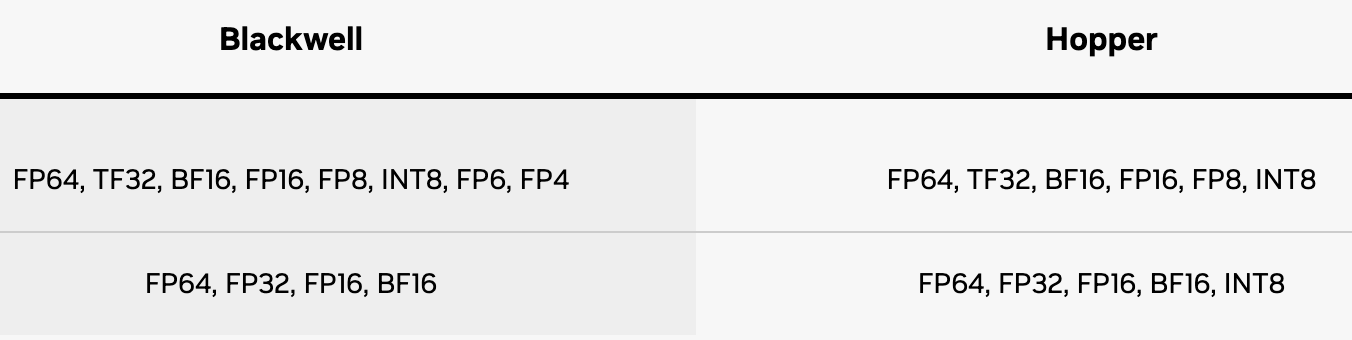 Blackwell Hopper
FP64, TF32, BF16, FP16, FP8, INT8, FP6, FP4 FP64, TF32, BF16, FP16, FP8, INT8
FP64, FP32, FP16, BF16 FP64, FP32, FP16, BF16, INT8